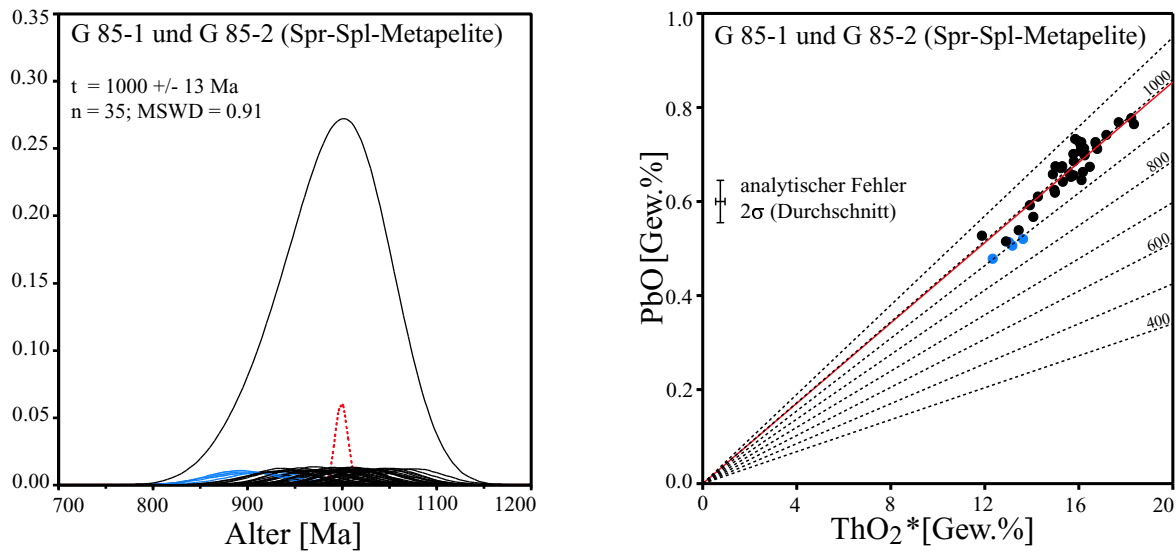 G 85-1 und G 85-2 (Spr-Spl-Metapelite)
t = 1000 +/- 13 Ma
n = 35; MSWD = 0.91
0.35
0.30
0.25
0.20
0.15
0.10
0.05
0.00
700 800 900 1000 1100 1200
Alter [Ma]
G 85-1 und G 85-2 (Spr-Spl-Metapelite)
analytischer Fehler
2σ (Durchschnitt)
1000
800
600
400
PbO [Gew.%]
1.0
0.8
0.6
0.4
0.2
0.0
0 4 8 12 16 20
ThO₂*[Gew.%]